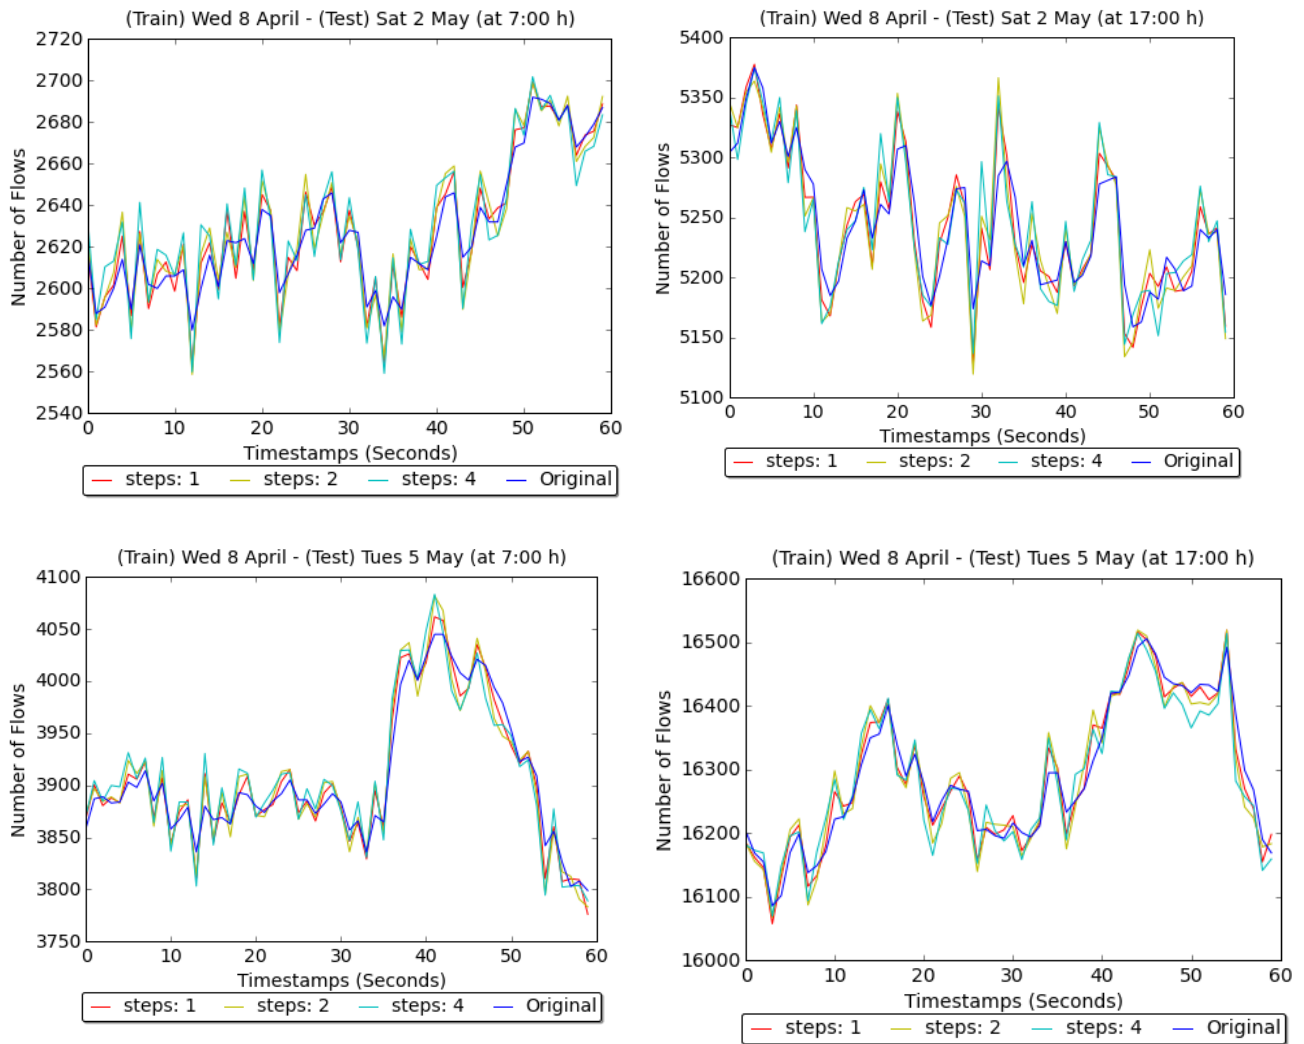 (Train) Wed 8 April - (Test) Sat 2 May (at 7:00 h)
2720
2700
2680
2660
2640
2620
2600
2580
2560
2540
Number of Flows
0 10 20 30 40 50 60
Timestamps (Seconds)
steps: 1 steps: 2 steps: 4 Original
(Train) Wed 8 April - (Test) Sat 2 May (at 17:00 h)
5400
5350
5300
5250
5200
5150
5100
Number of Flows
0 10 20 30 40 50 60
Timestamps (Seconds)
steps: 1 steps: 2 steps: 4 Original
(Train) Wed 8 April - (Test) Tues 5 May (at 7:00 h)
4100
4050
4000
3950
3900
3850
3800
3750
Number of Flows
0 10 20 30 40 50 60
Timestamps (Seconds)
steps: 1 steps: 2 steps: 4 Original
(Train) Wed 8 April - (Test) Tues 5 May (at 17:00 h)
16600
16500
16400
16300
16200
16100
16000
Number of Flows
0 10 20 30 40 50 60
Timestamps (Seconds)
steps: 1 steps: 2 steps: 4 Original